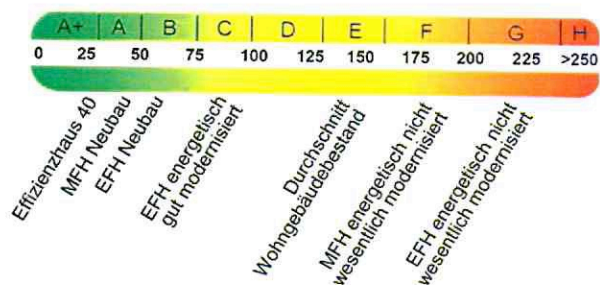 A+ A B C D E F G H
0 25 50 75 100 125 150 175 200 225 >250
Effizienzhaus 40
MFH Neubau
EFH Neubau
EFH energetisch
gut modernisiert
Durchschnitt
Wohngebäudebestand
MFH energetisch nicht
wesentlich modernisiert
EFH energetisch nicht
wesentlich modernisiert